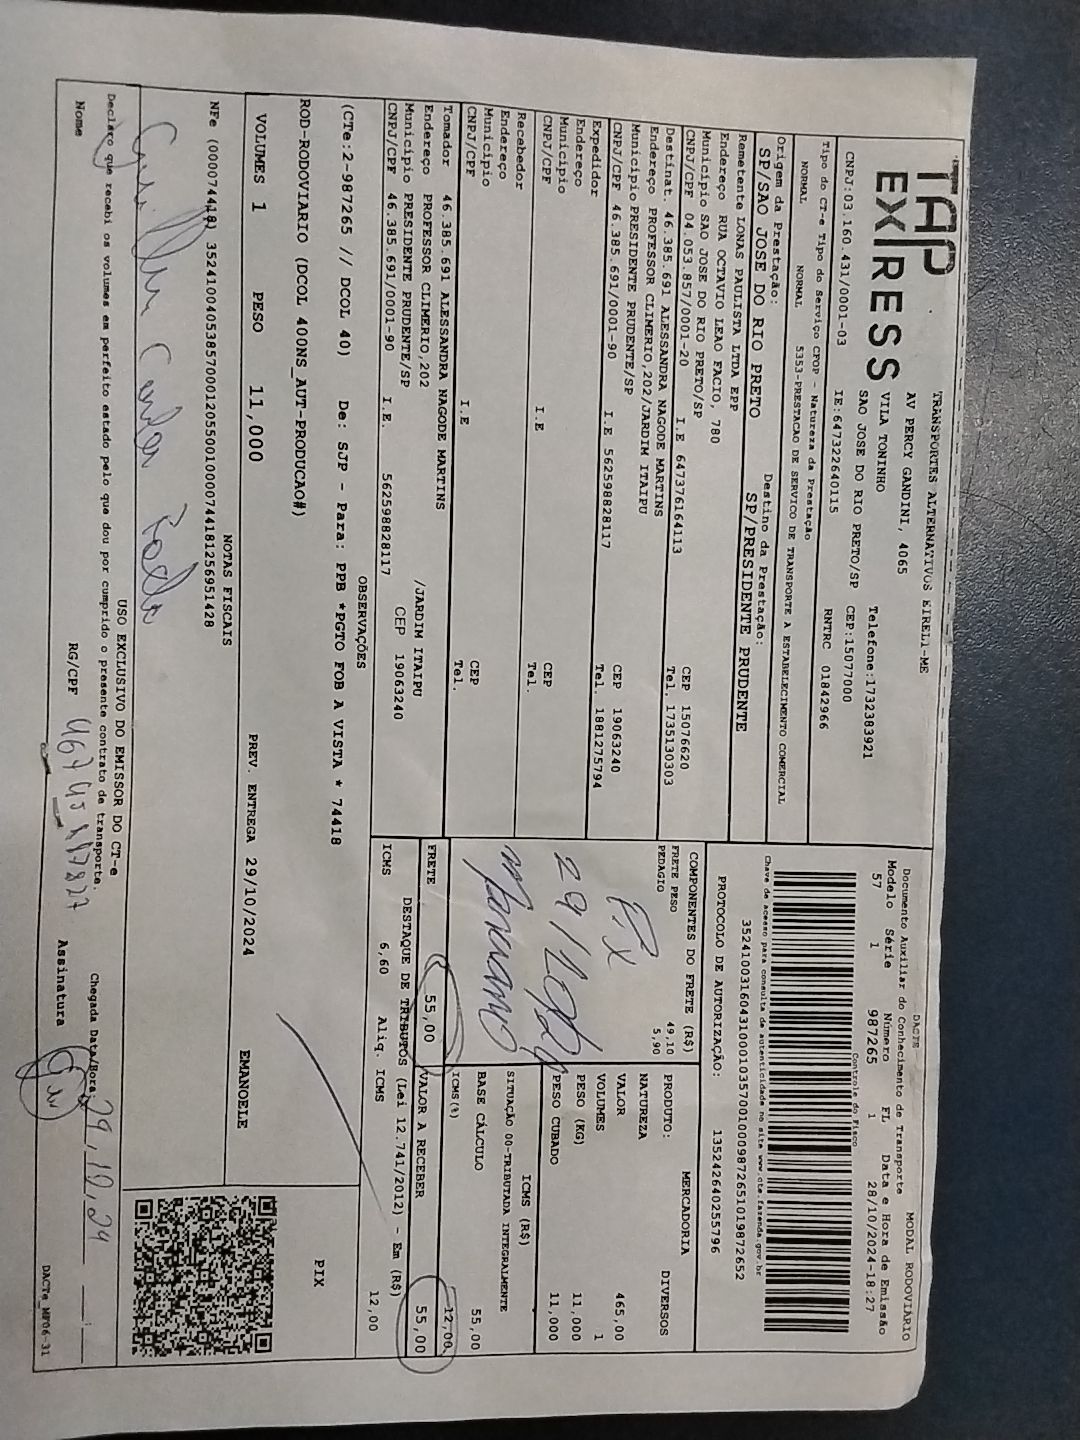 TAP
EXPRESS
TRANSPORTES ALTERNATIVOS EIRELI-ME
AV PERCY GANDINI, 4065
VILA TONINHO Telefone:1732383921
SAO JOSE DO RIO PRETO/SP CEP:15077000
CNPJ:03.160.431/0001-03 IE:647322640115 RNTRC 01842966
Tipo do CT-e Tipo do Serviço CFOP - Natureza da Prestação
NORMAL NORMAL 5353-PRESTACAO DE SERVICO DE TRANSPORTE A ESTABELECIMENTO COMERCIAL
Origem da Prestação: Destino da Prestação:
SP/SAO JOSE DO RIO PRETO SP/PRESIDENTE PRUDENTE
DACTE MODAL RODOVIARIO
Documento Auxiliar do Conhecimento de Transporte
Modelo Série Número FL Data e Hora de Emissão
57 1 987265 1 28/10/2024-18:27
Controle do Fisco
Chave de acesso para consulta de autenticidade no site www.cte.fazenda.gov.br
35241003160431000103570010009872651019872652
PROTOCOLO DE AUTORIZAÇÃO: 135242640255796
Remetente LONAS PAULISTA LTDA EPP
Endereço RUA OCTAVIO LEAO FACIO, 780
Município SAO JOSE DO RIO PRETO/SP CEP 15076620
CNPJ/CPF 04.053.857/0001-20 I.E 647376164113 Tel. 1735130303
Destinat. 46.385.691 ALESSANDRA NAGODE MARTINS
Endereço PROFESSOR CLIMERIO,202/JARDIM ITAIPU
Município PRESIDENTE PRUDENTE/SP CEP 19063240
CNPJ/CPF 46.385.691/0001-90 I.E 562598828117 Tel. 1881275794
Expedidor
Endereço
Município CEP
CNPJ/CPF I.E Tel.
Recebedor
Endereço
Município CEP
CNPJ/CPF I.E Tel.
Tomador 46.385.691 ALESSANDRA NAGODE MARTINS
Endereço PROFESSOR CLIMERIO,202 /JARDIM ITAIPU
Município PRESIDENTE PRUDENTE/SP CEP 19063240
CNPJ/CPF 46.385.691/0001-90 I.E. 562598828117
COMPONENTES DO FRETE (R$)
FRETE PESO 49,10
PEDAGIO 5,90
29/10/24
FRETE 55,00
MERCADORIA
PRODUTO: DIVERSOS
NATUREZA
VALOR 465,00
VOLUMES 1
PESO (KG) 11,000
PESO CUBADO 11,000
ICMS (R$)
SITUAÇÃO 00-TRIBUTADA INTEGRALMENTE
BASE CÁLCULO 55,00
ICMS(%) 12,00
VALOR A RECEBER 55,00
DESTAQUE DE TRIBUTOS (Lei 12.741/2012) - Em (R$)
ICMS 6,60 Aliq. ICMS 12,00
OBSERVAÇÕES
(CTe:2-987265 // DCOL 40) De: SJP - Para: PPB *PGTO FOB A VISTA * 74418
ROD-RODOVIARIO (DCOL 400NS_AUT-PRODUCAO#)
PIX
VOLUMES 1 PESO 11,000 PREV. ENTREGA 29/10/2024 EMANOELE
NOTAS FISCAIS
NFe (000074418) 35241004053857000120550010000744181256951428
USO EXCLUSIVO DO EMISSOR DO CT-e
Declaro que recebi os volumes em perfeito estado pelo que dou por cumprido o presente contrato de transporte. Chegada Data/Hora: 29,10,24
Nome RG/CPF Assinatura
DACTe_MF06-31